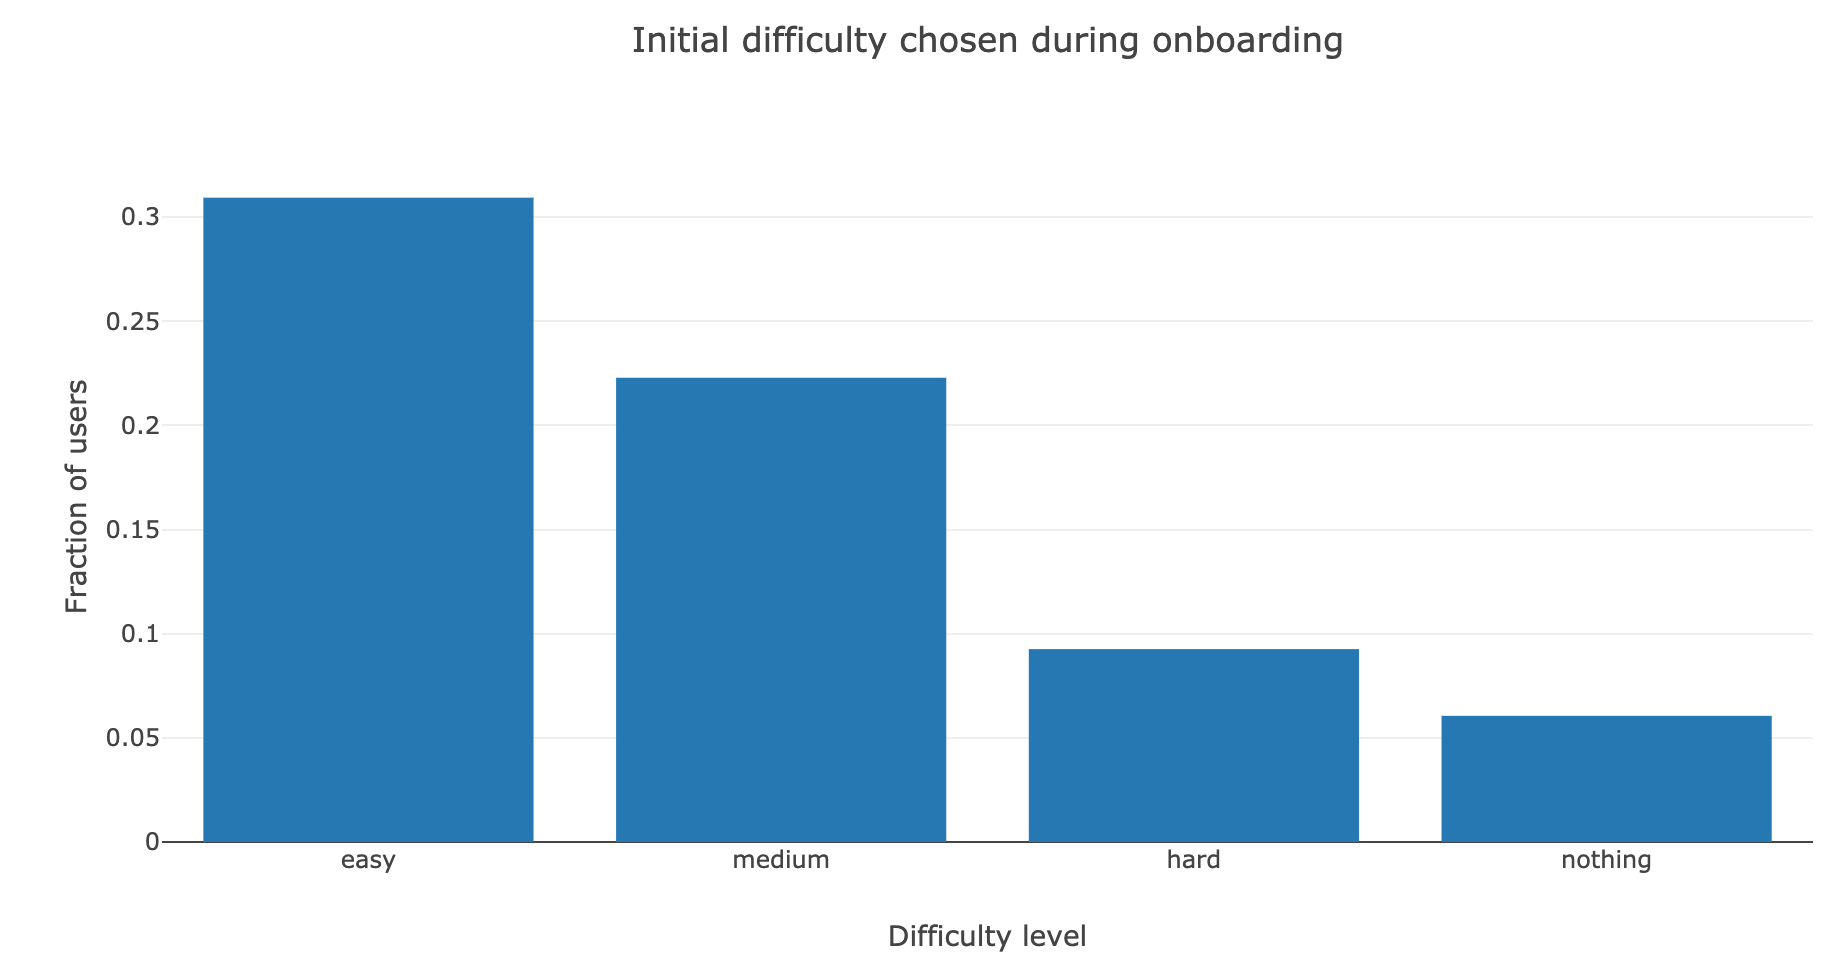 Initial difficulty chosen during onboarding
0.3
0.25
0.2
0.15
0.1
0.05
0
Fraction of users
easy medium hard nothing
Difficulty level